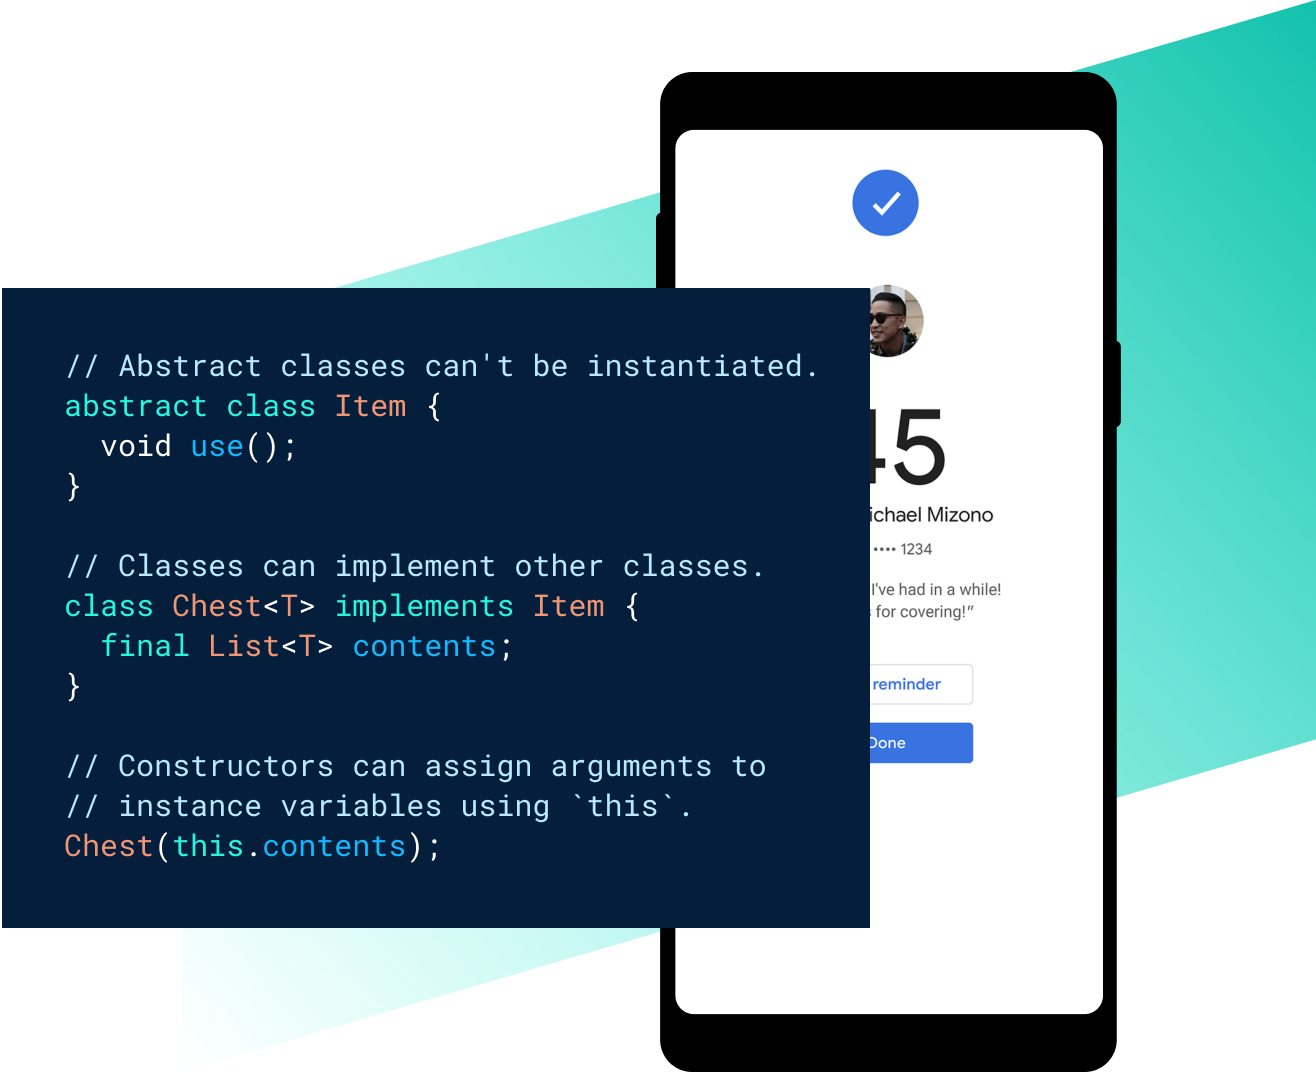 // Abstract classes can't be instantiated.
abstract class Item {
  void use();
}
// Classes can implement other classes.
class Chest<T> implements Item {
  final List<T> contents;
}
// Constructors can assign arguments to
// instance variables using `this`.
Chest(this.contents);
45
ichael Mizono
•••• 1234
I've had in a while!
for covering!”
reminder
Done